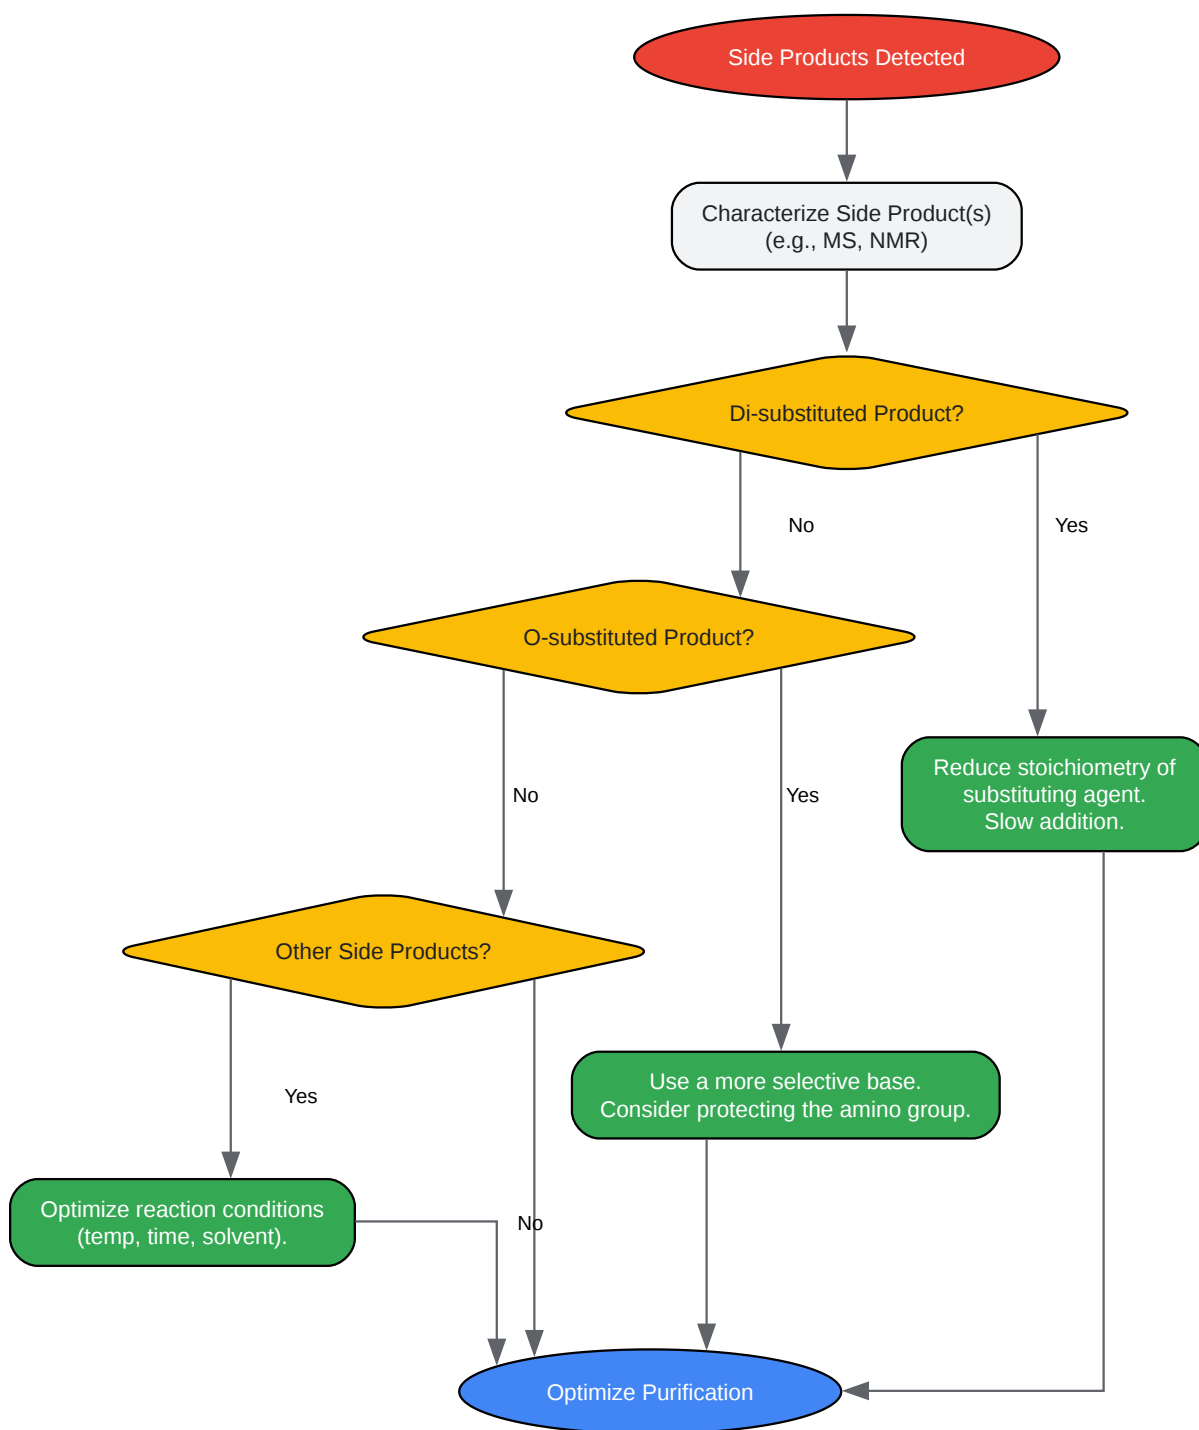 Side Products Detected
Characterize Side Product(s)
(e.g., MS, NMR)
Di-substituted Product?
No
Yes
O-substituted Product?
Reduce stoichiometry of
substituting agent.
Slow addition.
No
Yes
Other Side Products?
Use a more selective base.
Consider protecting the amino group.
Yes
Optimize reaction conditions
(temp, time, solvent).
No
Optimize Purification